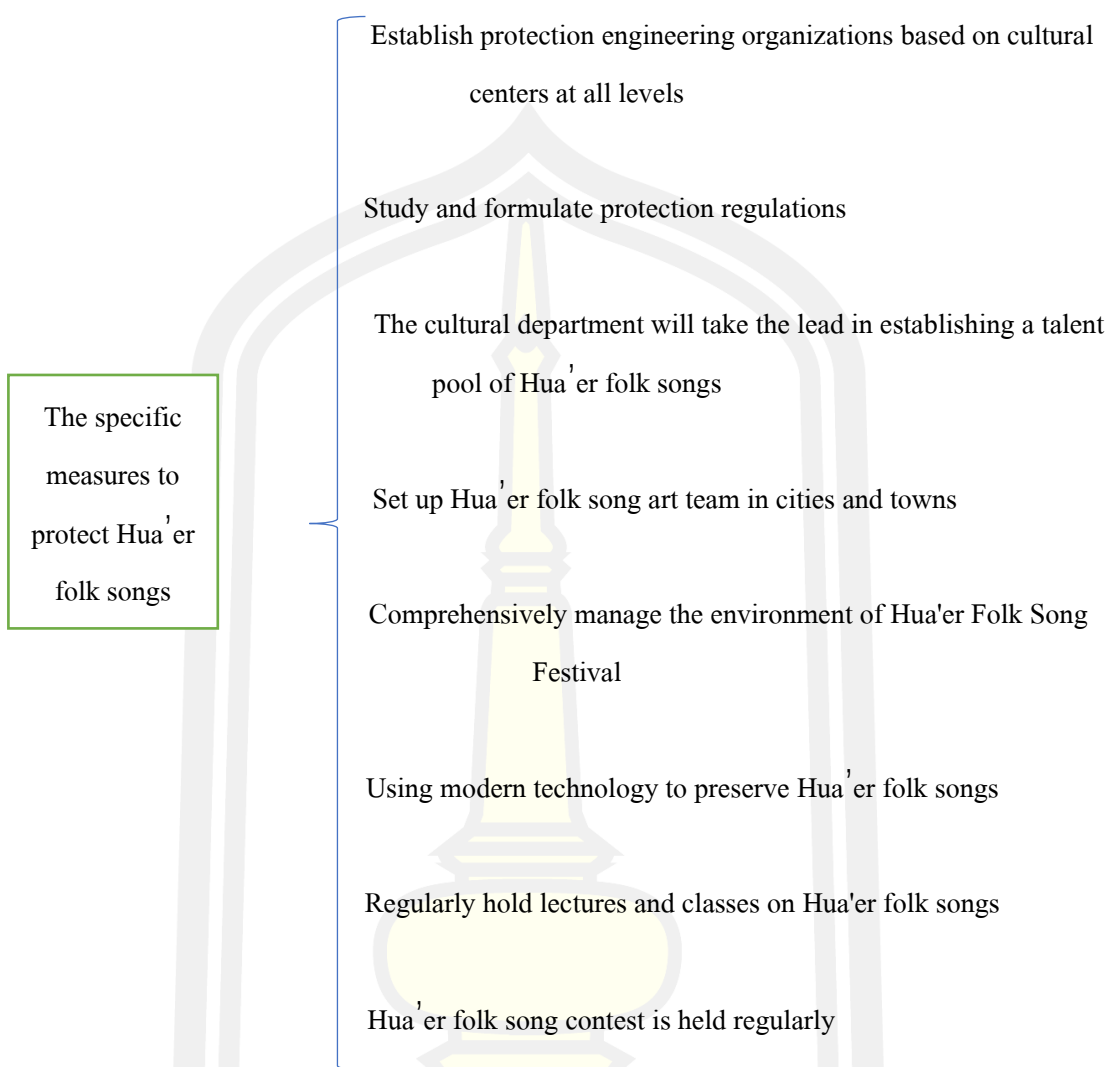 Establish protection engineering organizations based on cultural
centers at all levels
Study and formulate protection regulations
The cultural department will take the lead in establishing a talent
pool of Hua’er folk songs
The specific
measures to
protect Hua’er
folk songs
Set up Hua’er folk song art team in cities and towns
Comprehensively manage the environment of Hua'er Folk Song
Festival
Using modern technology to preserve Hua’er folk songs
Regularly hold lectures and classes on Hua'er folk songs
Hua’er folk song contest is held regularly